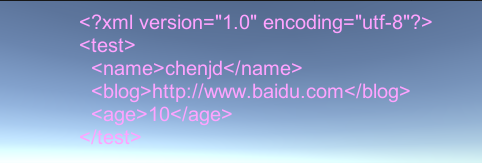 <?xml version="1.0" encoding="utf-8"?>
<test>
  <name>chenjd</name>
  <blog>http://www.baidu.com</blog>
  <age>10</age>
</test>